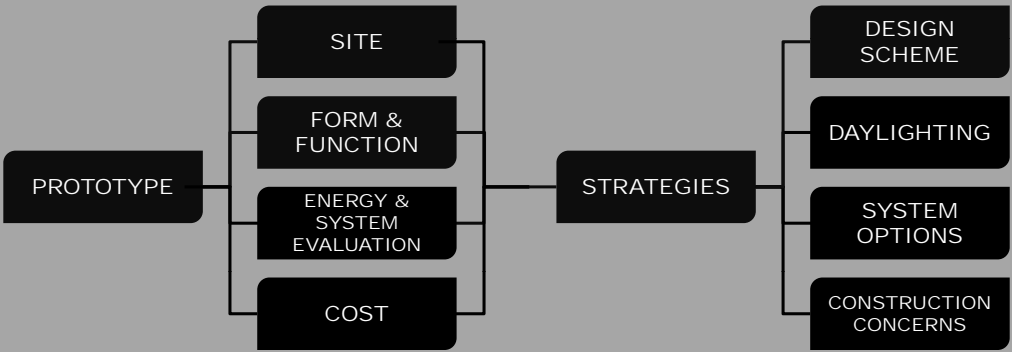 PROTOTYPE
SITE
FORM &
FUNCTION
ENERGY &
SYSTEM
EVALUATION
COST
STRATEGIES
DESIGN
SCHEME
DAYLIGHTING
SYSTEM
OPTIONS
CONSTRUCTION
CONCERNS